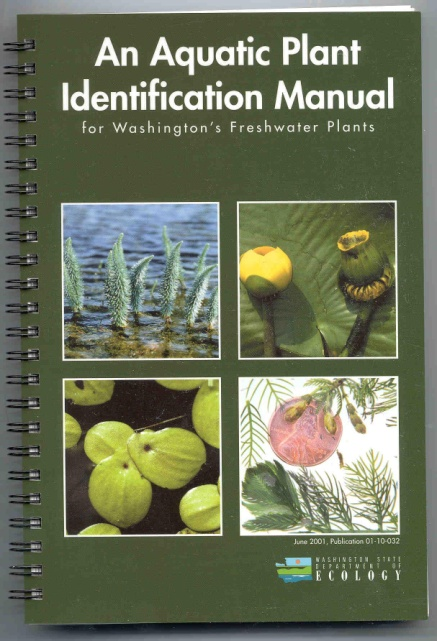 An Aquatic Plant
Identification Manual
for Washington's Freshwater Plants
June 2001, Publication 01-10-032
WASHINGTON STATE
DEPARTMENT OF
ECOLOGY